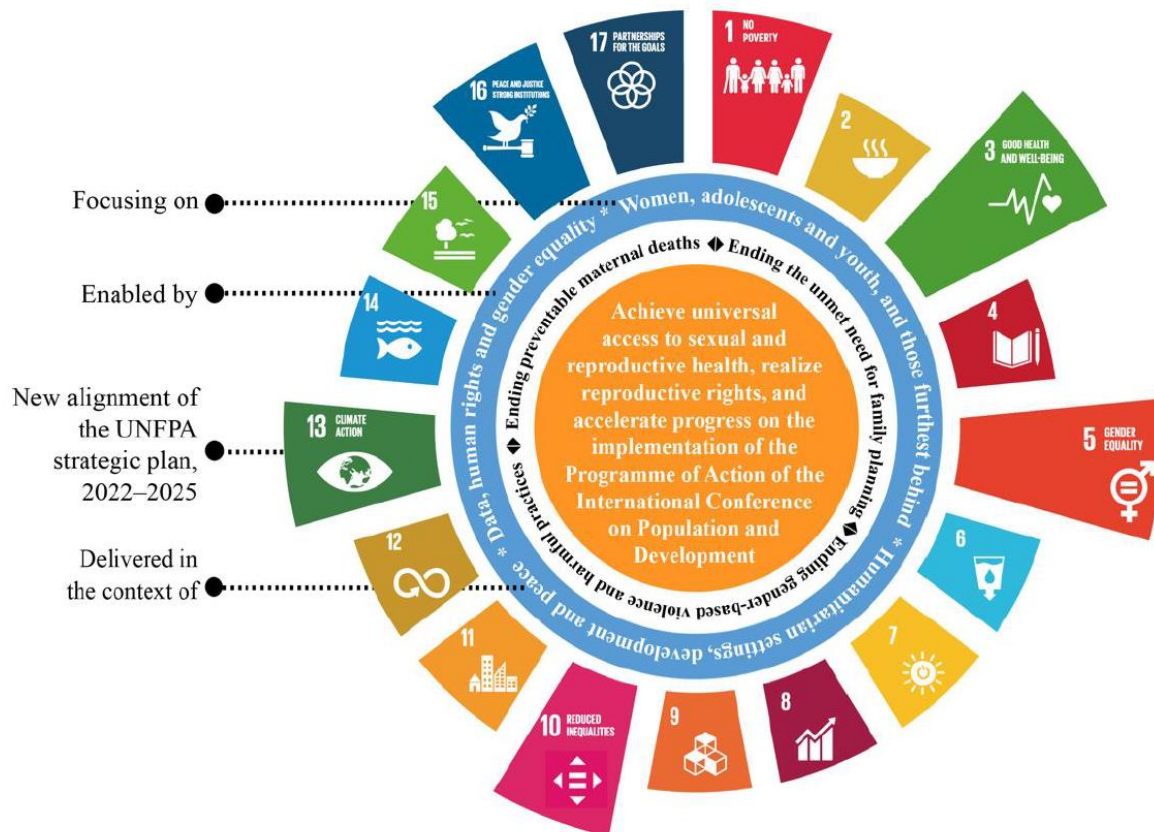 Focusing on
Enabled by
New alignment of
the UNFPA
strategic plan,
2022–2025
Delivered in
the context of
1 NO
POVERTY
2
3 GOOD HEALTH
AND WELL-BEING
4
5 GENDER
EQUALITY
6
7
8
9
10 REDUCED
INEQUALITIES
11
12
13 CLIMATE
ACTION
14
15
16 PEACE AND JUSTICE
STRONG INSTITUTIONS
17 PARTNERSHIPS
FOR THE GOALS
Women, adolescents and youth, and those furthest behind * Humanitarian settings, development and peace * Data, human rights and gender equality *
Ending preventable maternal deaths ◆ Ending the unmet need for family planning ◆ Ending gender-based violence and harmful practices ◆
Achieve universal
access to sexual and
reproductive health, realize
reproductive rights, and
accelerate progress on the
implementation of the
Programme of Action of the
International Conference
on Population and
Development